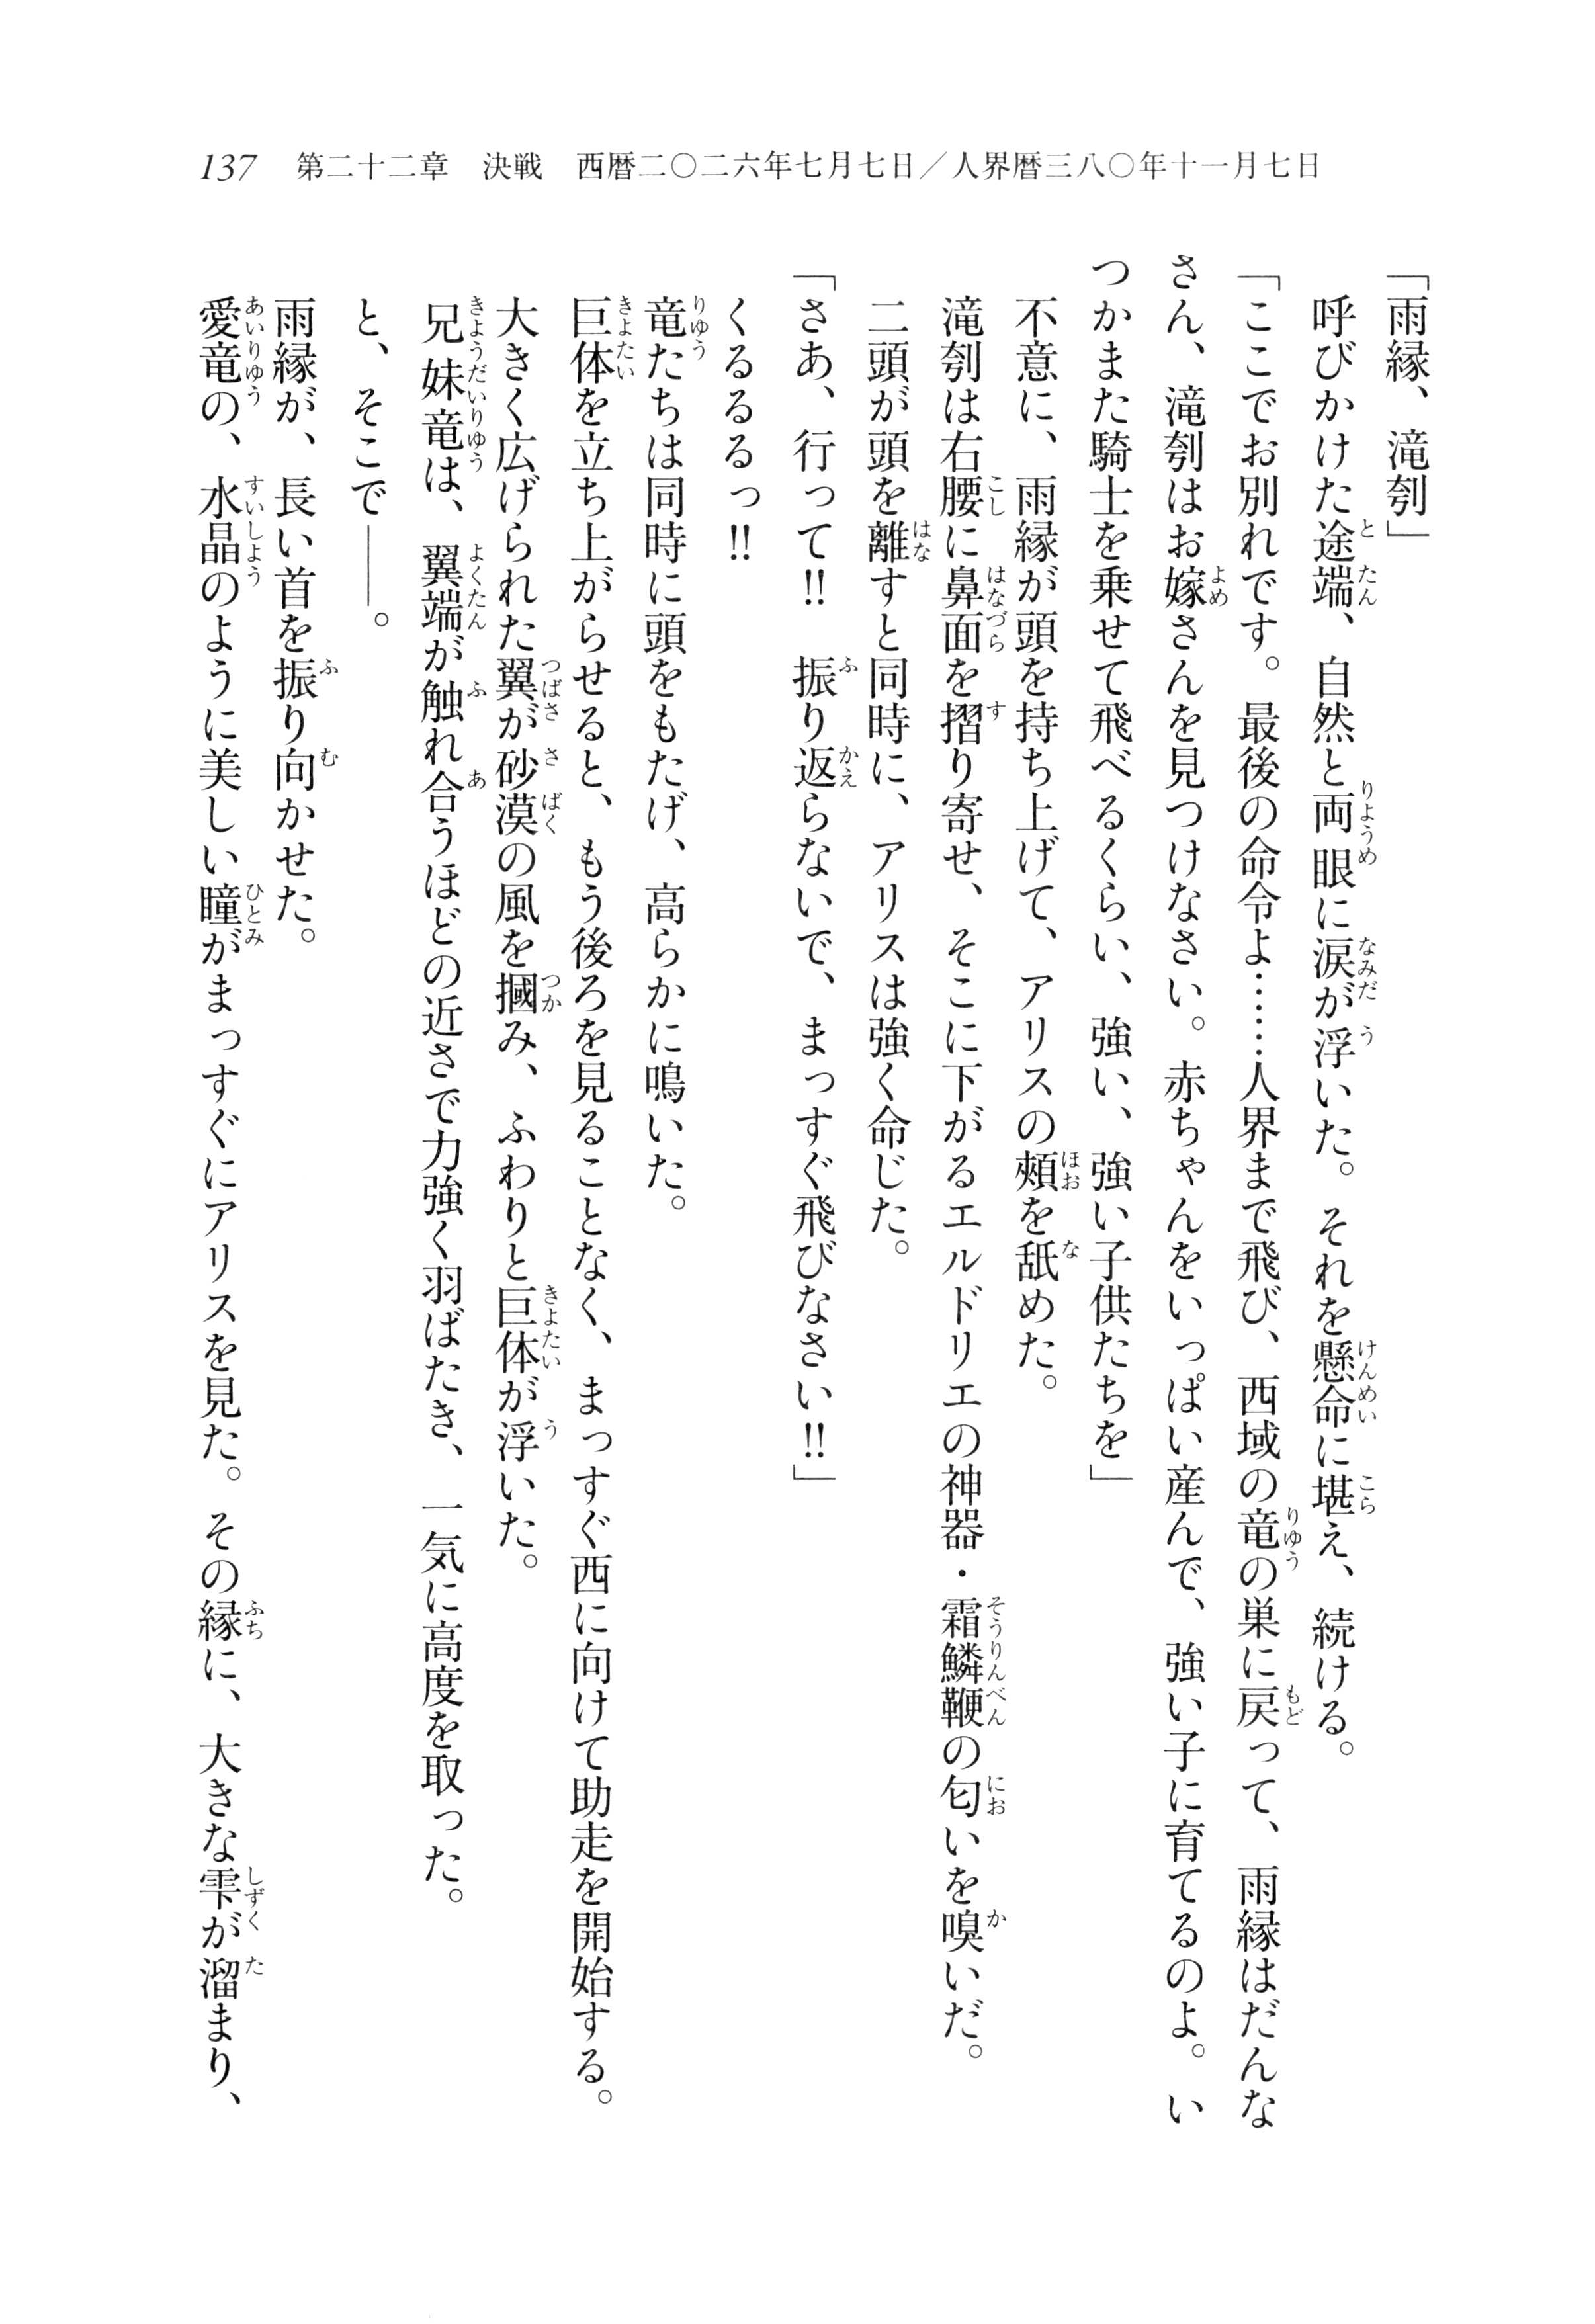 137 第二十二章 決戦 西暦二〇二六年七月七日／人界暦三八〇年十一月七日
「雨縁、滝刳」
呼びかけた途端、自然と両眼に涙が浮いた。それを懸命に堪え、続ける。
「ここでお別れです。最後の命令よ……人界まで飛び、西域の竜の巣に戻って、雨縁はだんな
さん、滝刳はお嫁さんを見つけなさい。赤ちゃんをいっぱい産んで、強い子に育てるのよ。い
つかまた騎士を乗せて飛べるくらい、強い、強い子供たちを」
不意に、雨縁が頭を持ち上げて、アリスの頰を舐めた。
滝刳は右腰に鼻面を摺り寄せ、そこに下がるエルドリエの神器・霜鱗鞭の匂いを嗅いだ。
二頭が頭を離すと同時に、アリスは強く命じた。
「さあ、行って!!　振り返らないで、まっすぐ飛びなさい!!」
くるるるっ!!
竜たちは同時に頭をもたげ、高らかに鳴いた。
巨体を立ち上がらせると、もう後ろを見ることなく、まっすぐ西に向けて助走を開始する。
大きく広げられた翼が砂漠の風を摑み、ふわりと巨体が浮いた。
兄妹竜は、翼端が触れ合うほどの近さで力強く羽ばたき、一気に高度を取った。
と、そこで――。
雨縁が、長い首を振り向かせた。
愛竜の、水晶のように美しい瞳がまっすぐにアリスを見た。その縁に、大きな雫が溜まり、